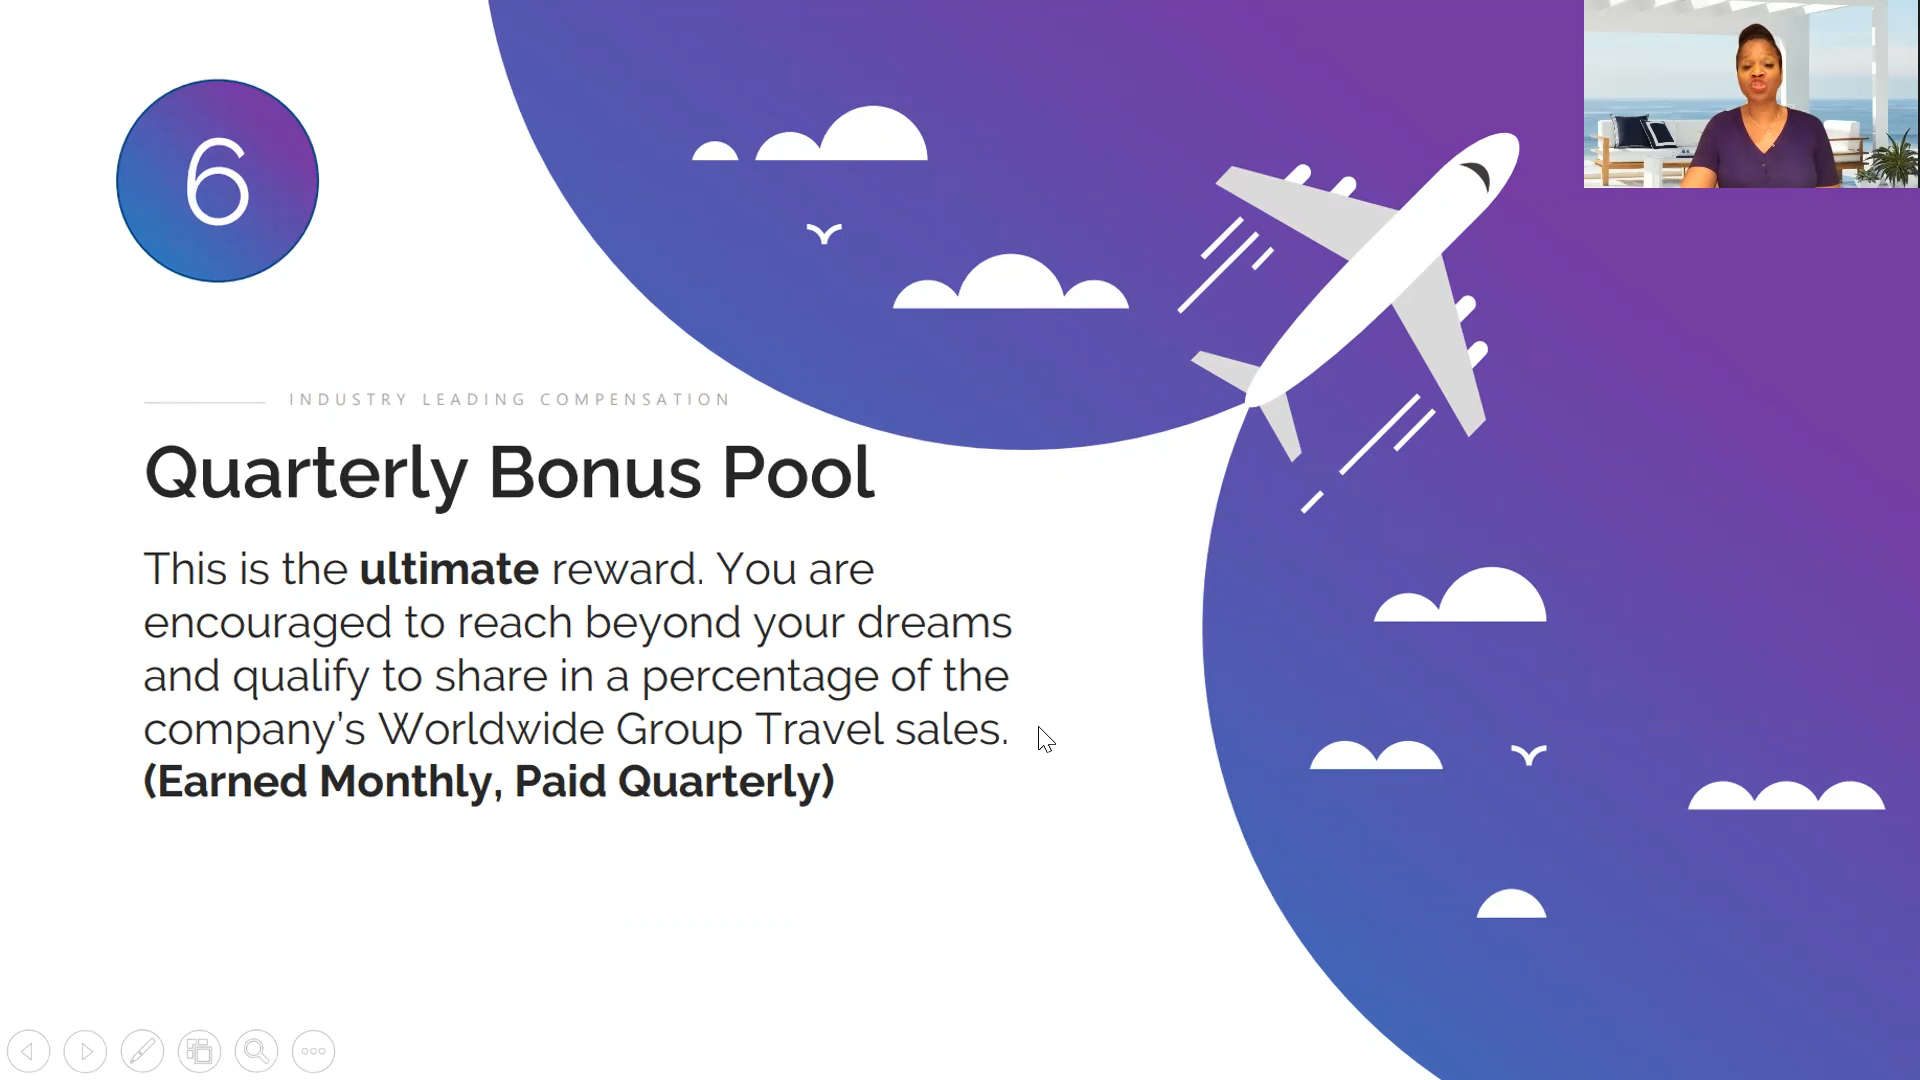 6
INDUSTRY LEADING COMPENSATION
Quarterly Bonus Pool
This is the ultimate reward. You are
encouraged to reach beyond your dreams
and qualify to share in a percentage of the
company’s Worldwide Group Travel sales.
(Earned Monthly, Paid Quarterly)